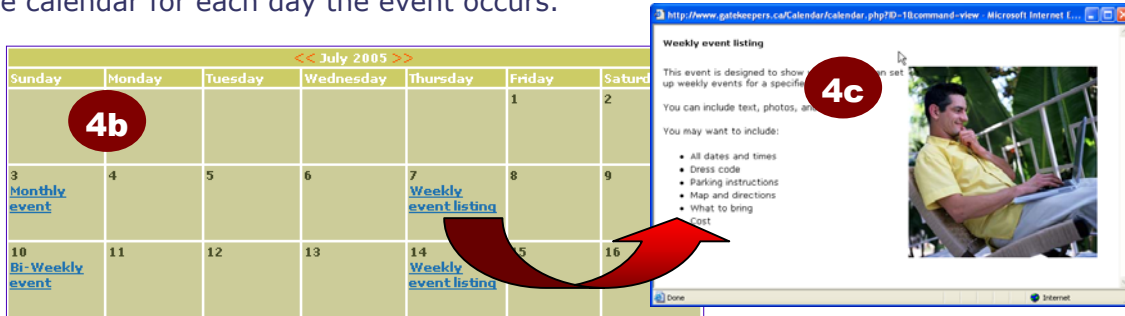 e calendar for each day the event occurs.
<< July 2005 >>
Sunday Monday Tuesday Wednesday Thursday Friday Saturd
1 2
4b
3 4 5 6 7 8 9
Monthly Weekly
event event listing
10 11 12 13 14 15 16
Bi-Weekly Weekly
event event listing
http://www.gatekeepers.ca/Calendar/calendar.php?ID=1&command=view - Microsoft Internet E...
Weekly event listing
This event is designed to show set
up weekly events for a specifie
4c
You can include text, photos, an
You may want to include:
• All dates and times
• Dress code
• Parking instructions
• Map and directions
• What to bring
• Cost
Done Internet